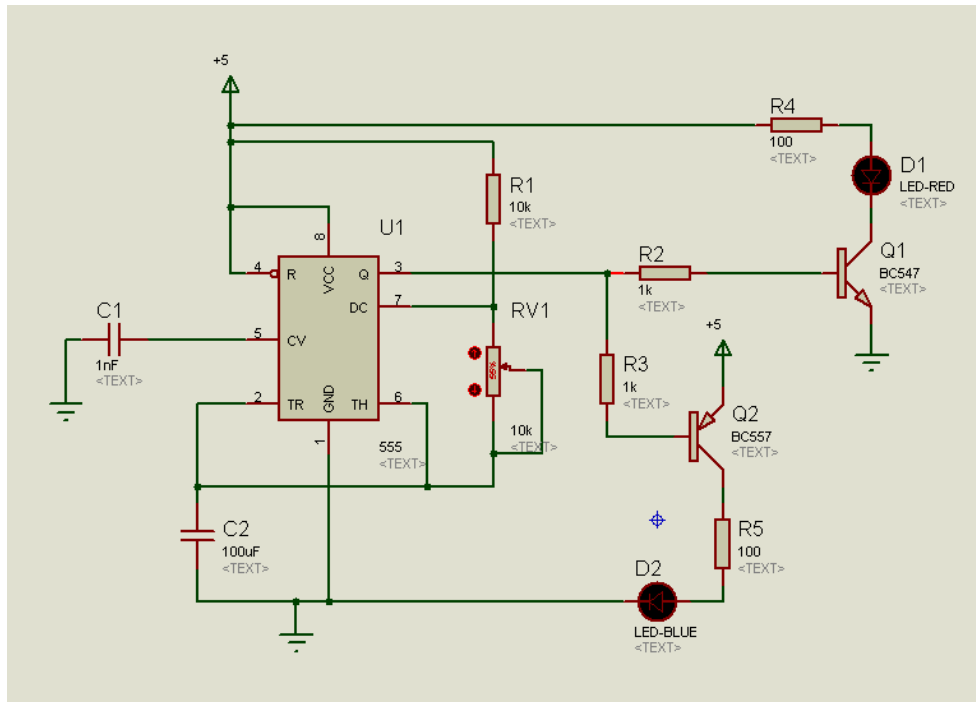 +5
R4
100
<TEXT>
D1
LED-RED
<TEXT>
R1
10k
<TEXT>
U1
8
VCC
4
R
Q
3
DC
7
5
CV
2
TR
GND
TH
6
1
555
<TEXT>
C1
1nF
<TEXT>
R2
1k
<TEXT>
Q1
BC547
<TEXT>
RV1
55%
10k
<TEXT>
+5
R3
1k
<TEXT>
Q2
BC557
<TEXT>
C2
100uF
<TEXT>
R5
100
<TEXT>
D2
LED-BLUE
<TEXT>